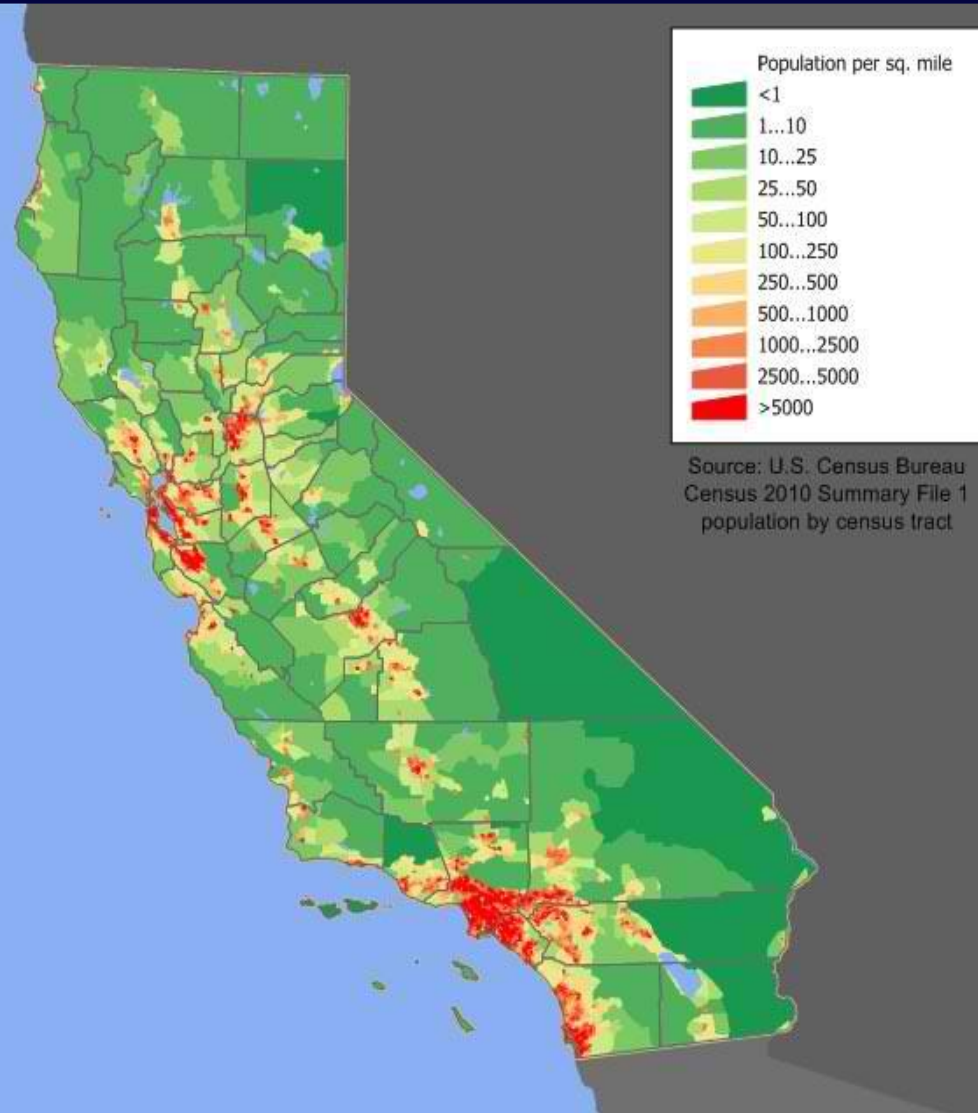 Population per sq. mile
<1
1...10
10...25
25...50
50...100
100...250
250...500
500...1000
1000...2500
2500...5000
>5000
Source: U.S. Census Bureau
Census 2010 Summary File 1
population by census tract